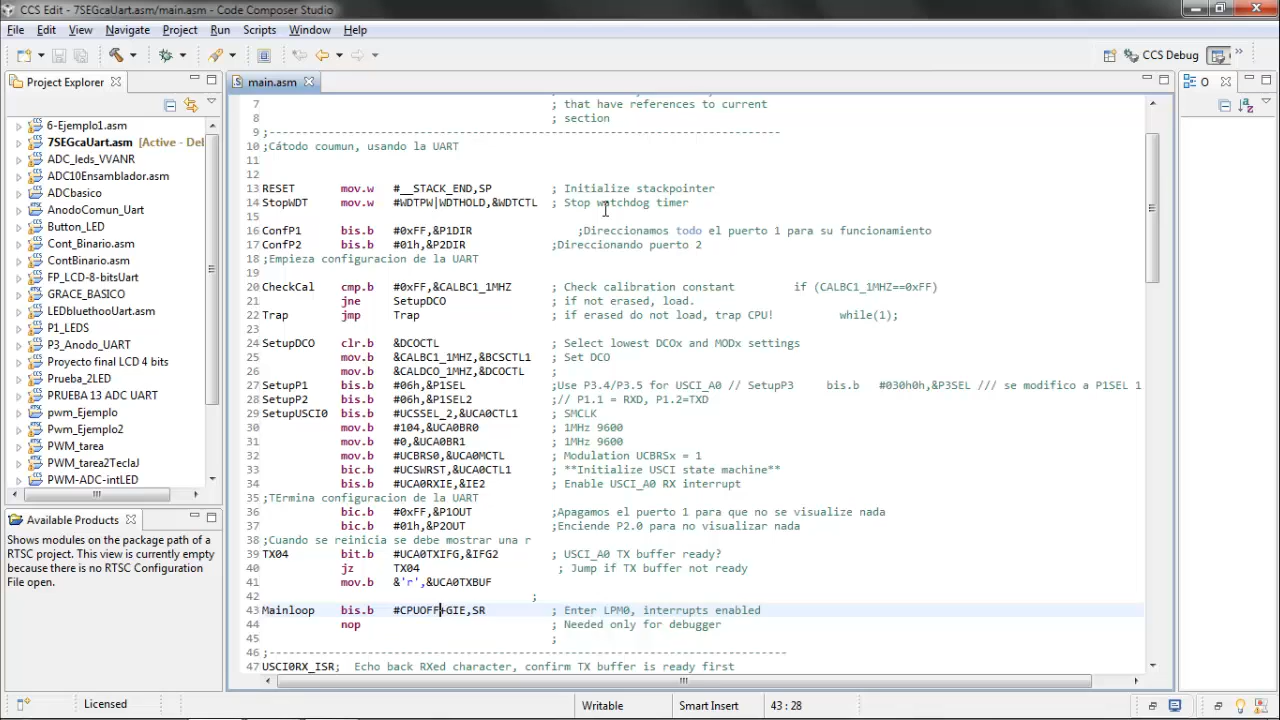 CCS Edit - 7SEGcaUart.asm/main.asm - Code Composer Studio
File Edit View Navigate Project Run Scripts Window Help
CCS Debug
Project Explorer
6-Ejemplo1.asm
7SEGcaUart.asm [Active - Del
ADC_leds_VVANR
ADC10Ensamblador.asm
ADCbasico
AnodoComun_Uart
Button_LED
Cont_Binario.asm
ContBinario.asm
FP_LCD-8-bitsUart
GRACE_BASICO
LEDbluethooUart.asm
P1_LEDS
P3_Anodo_UART
Proyecto final LCD 4 bits
Prueba_2LED
PRUEBA 13 ADC UART
pwm_Ejemplo
Pwm_Ejemplo2
PWM_tarea
PWM_tarea2TeclaJ
PWM-ADC-intLED
Available Products
Shows modules on the package path of a
RTSC project. This view is currently empty
because there is no RTSC Configuration
File open.
main.asm
7 ; that have references to current
8 ; section
9 ;-------------------------------------------------------------------------------
10 ;Cátodo coumun, usando la UART
11
12
13 RESET mov.w #__STACK_END,SP ; Initialize stackpointer
14 StopWDT mov.w #WDTPW|WDTHOLD,&WDTCTL ; Stop watchdog timer
15
16 ConfP1 bis.b #0xFF,&P1DIR ;Direccionamos todo el puerto 1 para su funcionamiento
17 ConfP2 bis.b #01h,&P2DIR ;Direccionando puerto 2
18 ;Empieza configuracion de la UART
19
20 CheckCal cmp.b #0xFF,&CALBC1_1MHZ ; Check calibration constant if (CALBC1_1MHZ==0xFF)
21 jne SetupDCO ; if not erased, load.
22 Trap jmp Trap ; if erased do not load, trap CPU! while(1);
23
24 SetupDCO clr.b &DCOCTL ; Select lowest DCOx and MODx settings
25 mov.b &CALBC1_1MHZ,&BCSCTL1 ; Set DCO
26 mov.b &CALDCO_1MHZ,&DCOCTL ;
27 SetupP1 bis.b #06h,&P1SEL ;Use P3.4/P3.5 for USCI_A0 // SetupP3 bis.b #030h0h,&P3SEL /// se modifico a P1SEL 1
28 SetupP2 bis.b #06h,&P1SEL2 ;// P1.1 = RXD, P1.2=TXD
29 SetupUSCI0 bis.b #UCSSEL_2,&UCA0CTL1 ; SMCLK
30 mov.b #104,&UCA0BR0 ; 1MHz 9600
31 mov.b #0,&UCA0BR1 ; 1MHz 9600
32 mov.b #UCBRS0,&UCA0MCTL ; Modulation UCBRSx = 1
33 bic.b #UCSWRST,&UCA0CTL1 ; **Initialize USCI state machine**
34 bis.b #UCA0RXIE,&IE2 ; Enable USCI_A0 RX interrupt
35 ;TErmina configuracion de la UART
36 bic.b #0xFF,&P1OUT ;Apagamos el puerto 1 para que no se visualize nada
37 bic.b #01h,&P2OUT ;Enciende P2.0 para no visualizar nada
38 ;Cuando se reinicia se debe mostrar una r
39 TX04 bit.b #UCA0TXIFG,&IFG2 ; USCI_A0 TX buffer ready?
40 jz TX04 ; Jump if TX buffer not ready
41 mov.b &'r',&UCA0TXBUF
42 ;
43 Mainloop bis.b #CPUOFF+GIE,SR ; Enter LPM0, interrupts enabled
44 nop ; Needed only for debugger
45 ;
46 ;-------------------------------------------------------------------------------
47 USCI0RX_ISR; Echo back RXed character, confirm TX buffer is ready first
O
Licensed
Writable
Smart Insert
43 : 28